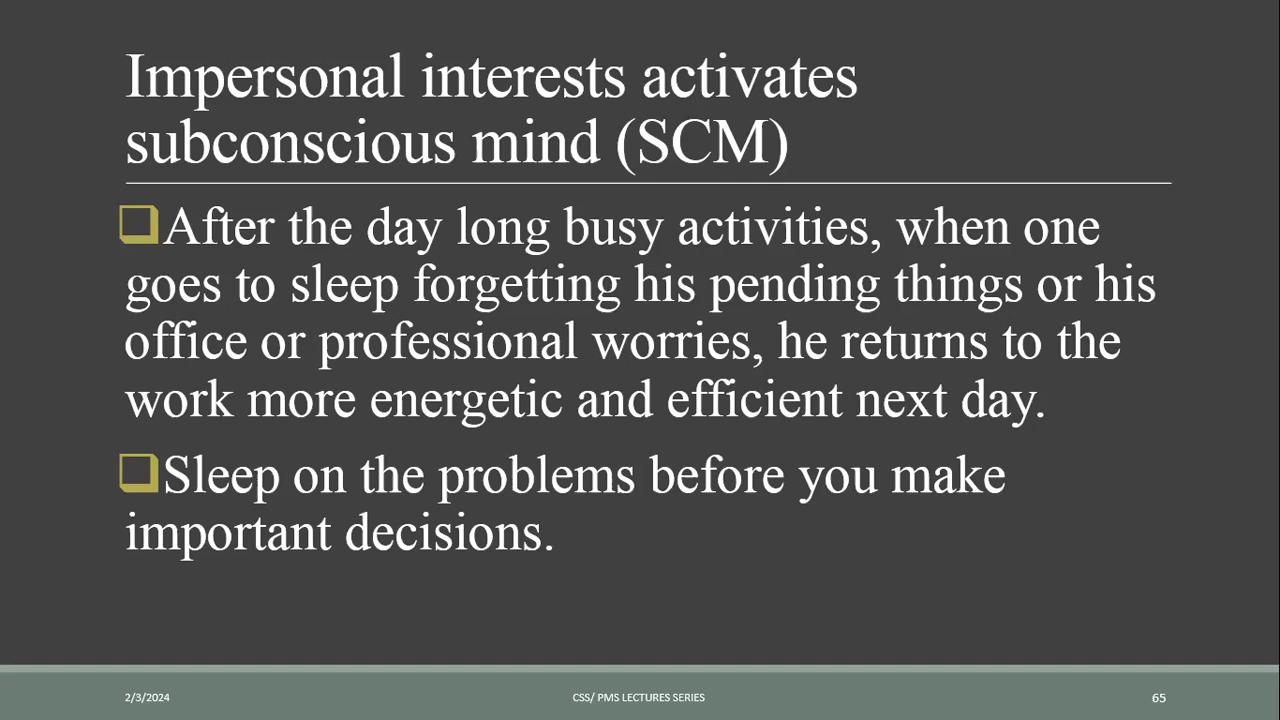 Impersonal interests activates
subconscious mind (SCM)
After the day long busy activities, when one
goes to sleep forgetting his pending things or his
office or professional worries, he returns to the
work more energetic and efficient next day.
Sleep on the problems before you make
important decisions.
2/3/2024
CSS/ PMS LECTURES SERIES
65